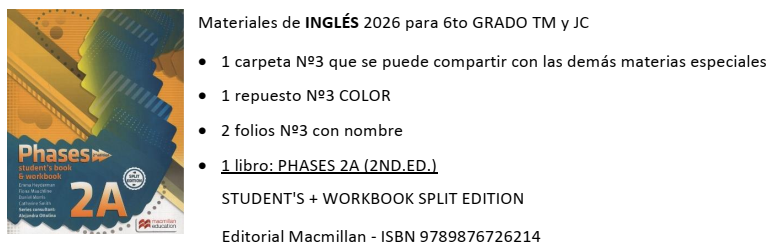 Materiales de INGLÉS 2026 para 6to GRADO TM y JC
• 1 carpeta Nº3 que se puede compartir con las demás materias especiales
• 1 repuesto Nº3 COLOR
• 2 folios Nº3 con nombre
• 1 libro: PHASES 2A (2ND.ED.)
STUDENT'S + WORKBOOK SPLIT EDITION
Editorial Macmillan - ISBN 9789876726214
Phases
student's book
& workbook
SPLIT
EDITION
2A
Series consultant:
macmillan
education